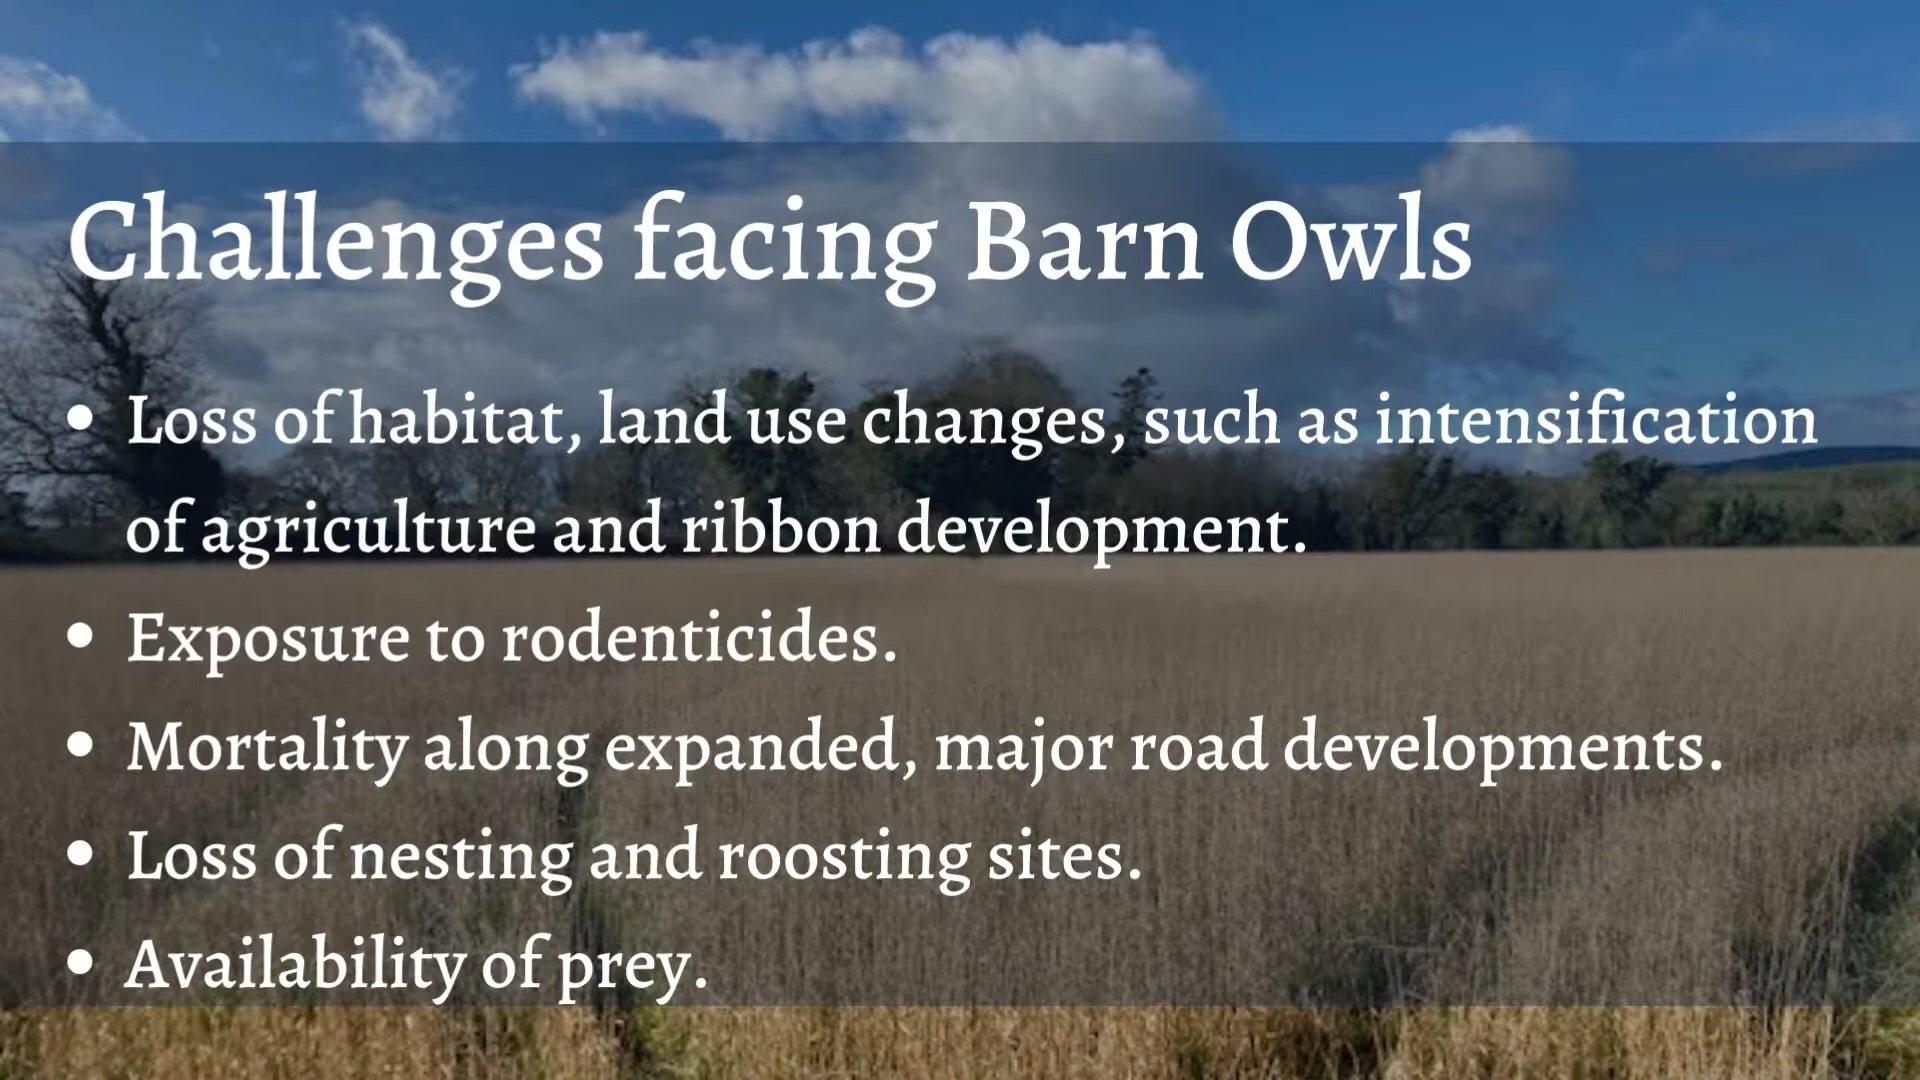 Challenges facing Barn Owls
• Loss of habitat, land use changes, such as intensification
of agriculture and ribbon development.
• Exposure to rodenticides.
• Mortality along expanded, major road developments.
• Loss of nesting and roosting sites.
• Availability of prey.